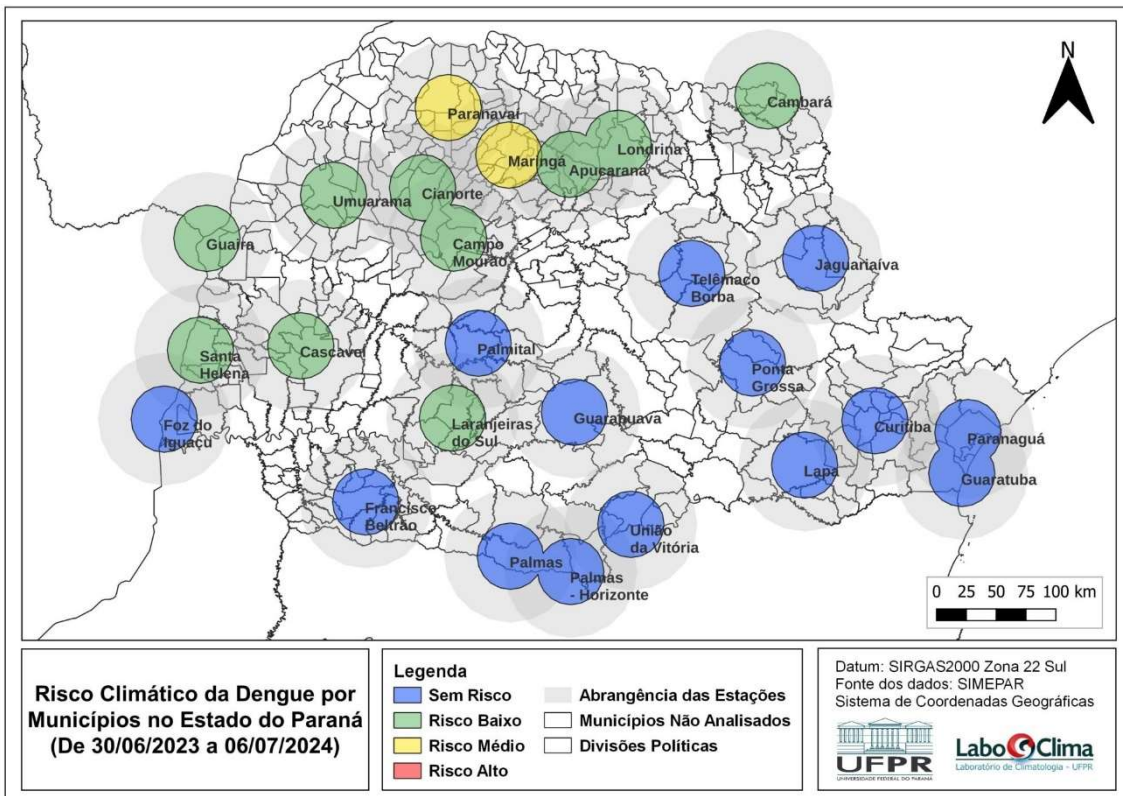 N
Cambará
Paranavaí
Londrina
Maringá
Apucarana
Cianorte
Umuarama
Guaíra
Campo
Mourão
Jaguariaíva
Telêmaco
Borba
Palmital
Cascavel
Santa
Helena
Ponta
Grossa
Foz do
Iguaçu
Laranjeiras
do Sul
Guarapuava
Curitiba
Paranaguá
Lapa
Guaratuba
Francisco
Beltrão
União
da Vitória
Palmas
Palmas
- Horizonte
0 25 50 75 100 km
Risco Climático da Dengue por
Municípios no Estado do Paraná
(De 30/06/2023 a 06/07/2024)
Legenda
Sem Risco
Risco Baixo
Risco Médio
Risco Alto
Abrangência das Estações
Municípios Não Analisados
Divisões Políticas
Datum: SIRGAS2000 Zona 22 Sul
Fonte dos dados: SIMEPAR
Sistema de Coordenadas Geográficas
UFPR
UNIVERSIDADE FEDERAL DO PARANÁ
LaboClima
Laboratório de Climatologia - UFPR